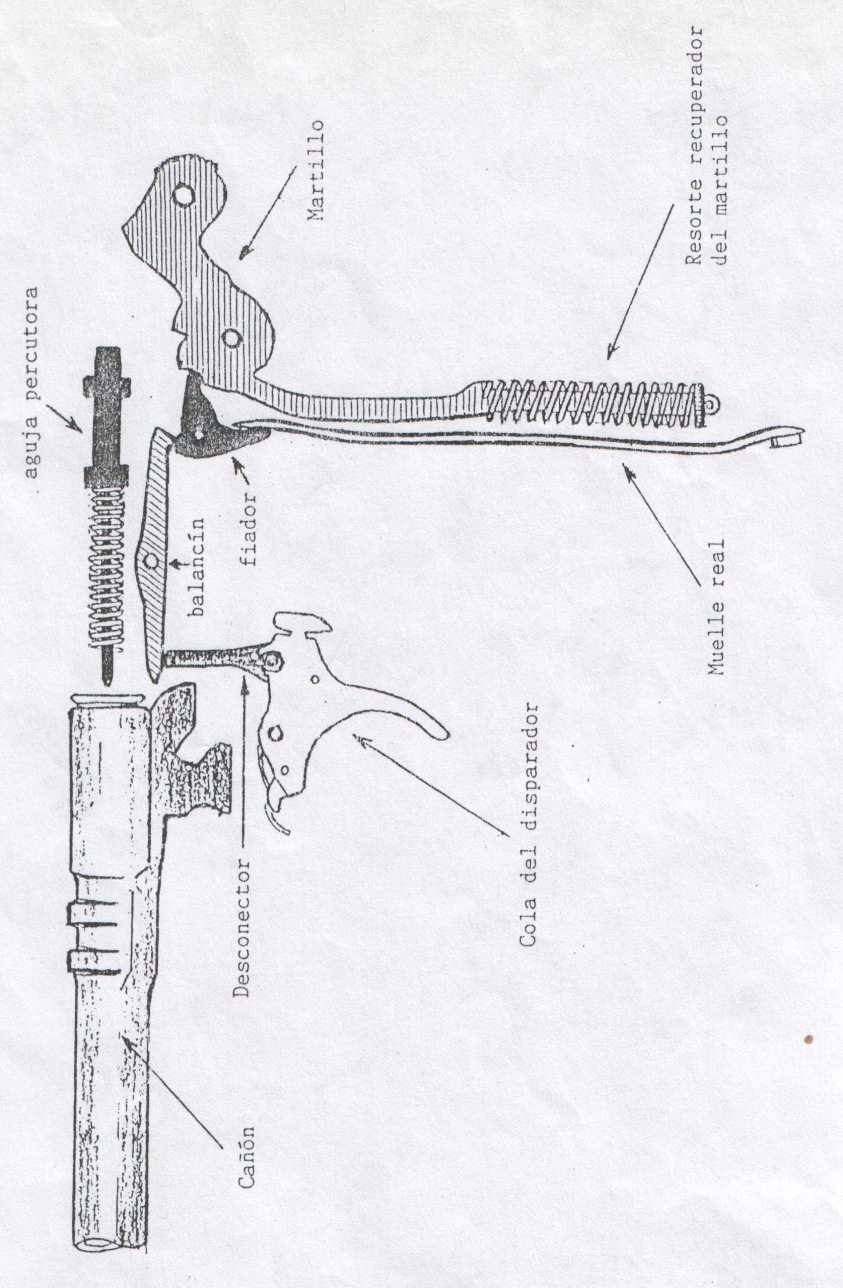 aguja percutora
Martillo
Resorte recuperador
del martillo
balancín
fiador
Muelle real
Desconector
Cola del disparador
Cañón